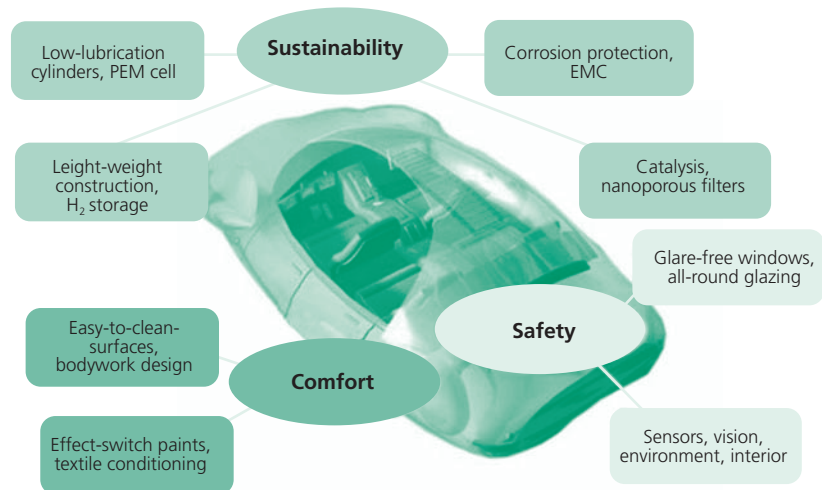 Low-lubrication
cylinders, PEM cell
Sustainability
Corrosion protection,
EMC
Leight-weight
construction,
H₂ storage
Catalysis,
nanoporous filters
Glare-free windows,
all-round glazing
Easy-to-clean-
surfaces,
bodywork design
Safety
Comfort
Effect-switch paints,
textile conditioning
Sensors, vision,
environment, interior